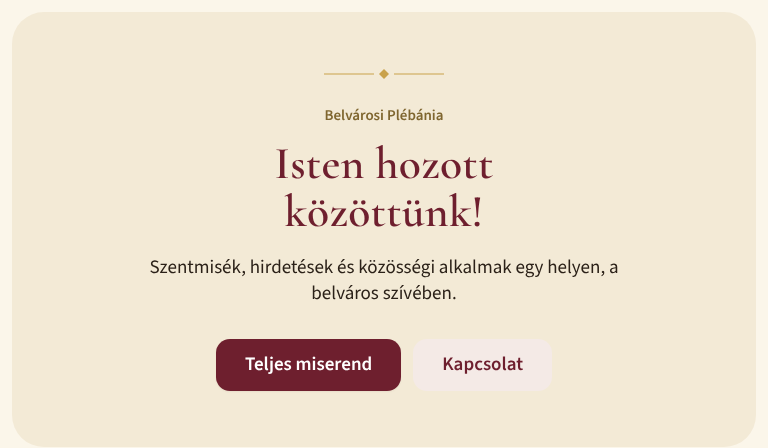 Belvárosi Plébánia
Isten hozott
közöttünk!
Szentmisék, hirdetések és közösségi alkalmak egy helyen, a
belváros szívében.
Teljes miserend
Kapcsolat